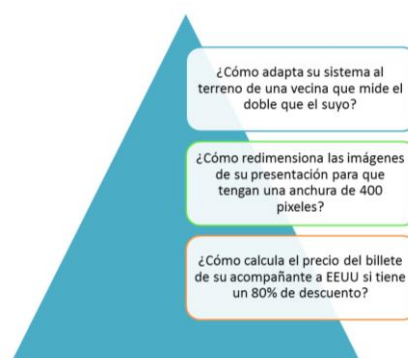 ¿Cómo adapta su sistema al
terreno de una vecina que mide el
doble que el suyo?
¿Cómo redimensiona las imágenes
de su presentación para que
tengan una anchura de 400
pixeles?
¿Cómo calcula el precio del billete
de su acompañante a EEUU si tiene
un 80% de descuento?